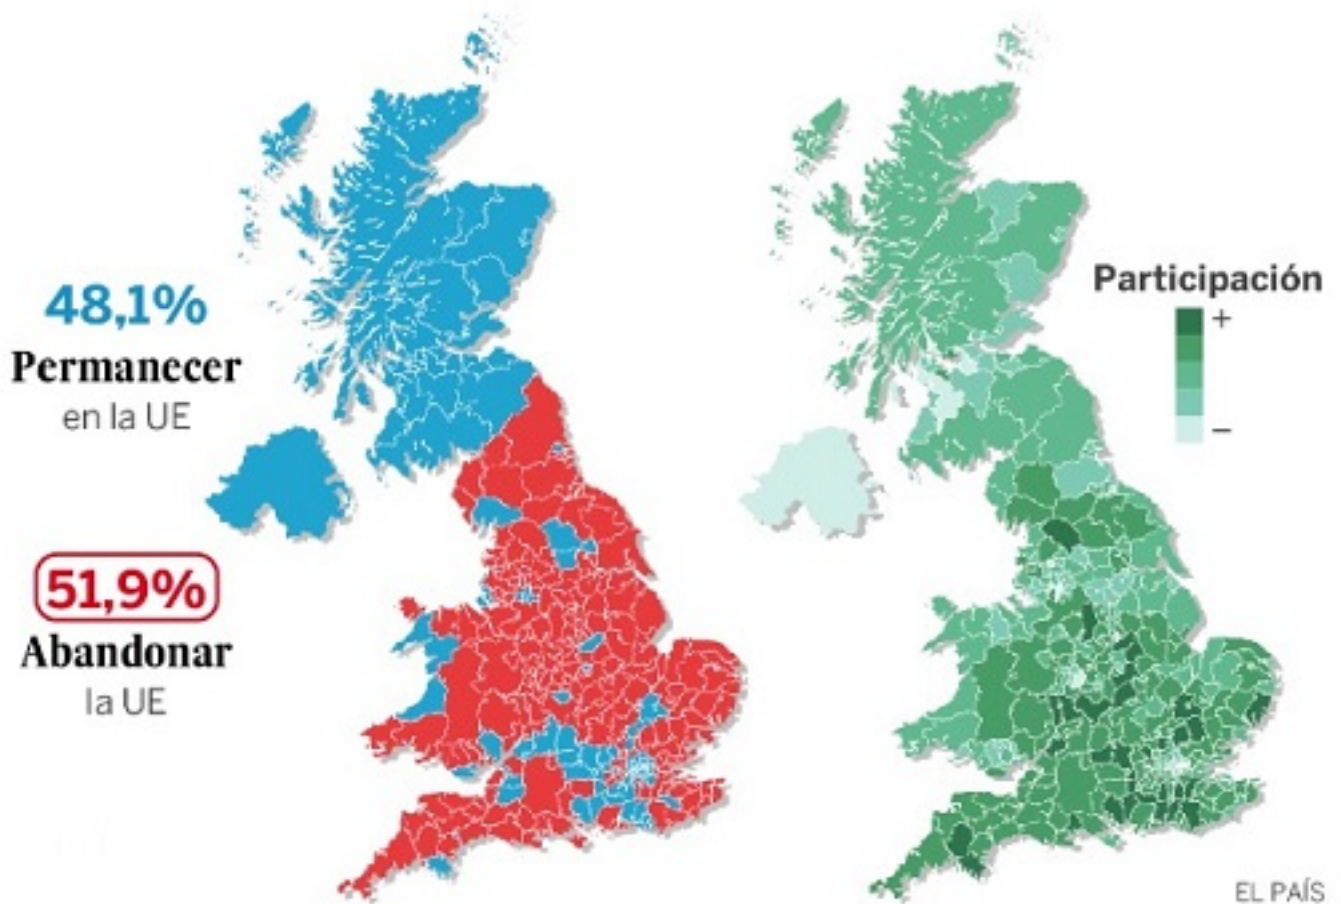 48,1%
Permanecer
en la UE
51,9%
Abandonar
la UE
Participación
+
–
EL PAÍS